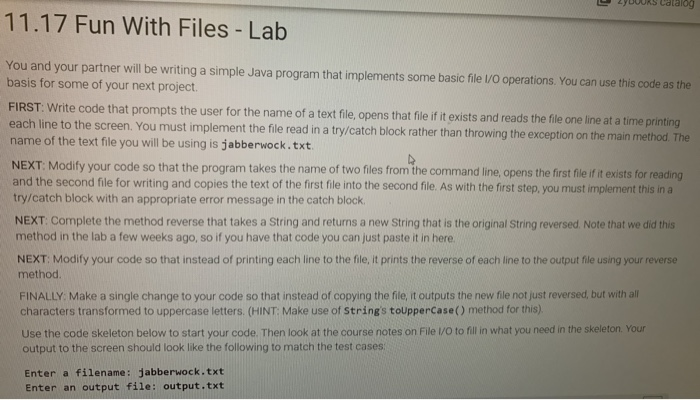 zybooks catalog
11.17 Fun With Files - Lab
You and your partner will be writing a simple Java program that implements some basic file I/O operations. You can use this code as the
basis for some of your next project.
FIRST: Write code that prompts the user for the name of a text file, opens that file if it exists and reads the file one line at a time printing
each line to the screen. You must implement the file read in a try/catch block rather than throwing the exception on the main method. The
name of the text file you will be using is jabberwock.txt.
NEXT: Modify your code so that the program takes the name of two files from the command line, opens the first file if it exists for reading
and the second file for writing and copies the text of the first file into the second file. As with the first step, you must implement this in a
try/catch block with an appropriate error message in the catch block.
NEXT: Complete the method reverse that takes a String and returns a new String that is the original String reversed. Note that we did this
method in the lab a few weeks ago, so if you have that code you can just paste it in here.
NEXT: Modify your code so that instead of printing each line to the file, it prints the reverse of each line to the output file using your reverse
method.
FINALLY: Make a single change to your code so that instead of copying the file, it outputs the new file not just reversed, but with all
characters transformed to uppercase letters. (HINT: Make use of String's toUpperCase() method for this).
Use the code skeleton below to start your code. Then look at the course notes on File I/O to fill in what you need in the skeleton. Your
output to the screen should look like the following to match the test cases:
Enter a filename: jabberwock.txt
Enter an output file: output.txt